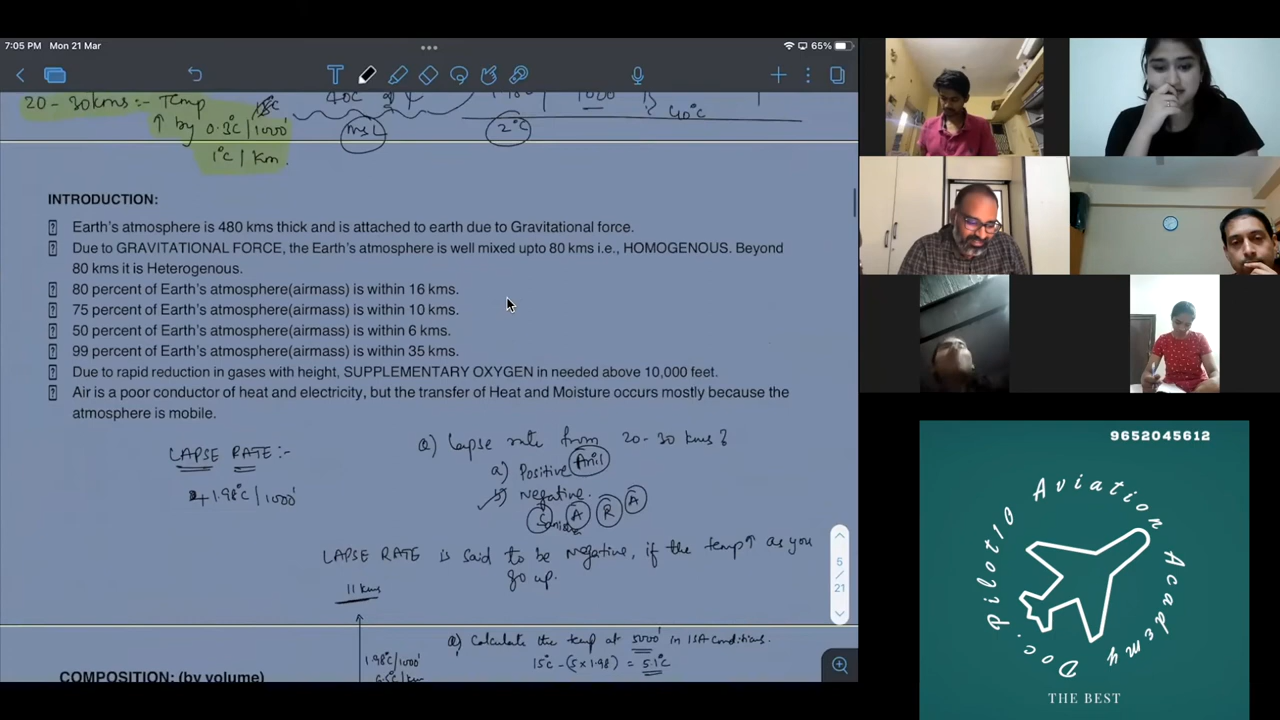 7:05 PM Mon 21 Mar
65%
20 - 30kms:- Temp
↑ by 0.3°C/1000'
1°C/km.
msL
2°C
1000
40°C
INTRODUCTION:
Earth's atmosphere is 480 kms thick and is attached to earth due to Gravitational force.
Due to GRAVITATIONAL FORCE, the Earth's atmosphere is well mixed upto 80 kms i.e., HOMOGENOUS. Beyond
80 kms it is Heterogenous.
80 percent of Earth's atmosphere(airmass) is within 16 kms.
75 percent of Earth's atmosphere(airmass) is within 10 kms.
50 percent of Earth's atmosphere(airmass) is within 6 kms.
99 percent of Earth's atmosphere(airmass) is within 35 kms.
Due to rapid reduction in gases with height, SUPPLEMENTARY OXYGEN in needed above 10,000 feet.
Air is a poor conductor of heat and electricity, but the transfer of Heat and Moisture occurs mostly because the
atmosphere is mobile.
LAPSE RATE:-
+1.98°C/1000'
Q) Lapse rate from 20-30 kms?
a) Positive Anil
b) Negative.
A R A
LAPSE RATE is said to be negative, if the temp↑ as you
go up.
11 kms
5
/
21
Q) Calculate the temp at 5000' in ISA conditions.
1.98°C/1000'
15°C - (5x1.98) = 5.1°C
COMPOSITION: (by volume)
9652045612
Doc'Pilot10 Aviation Academy
THE BEST